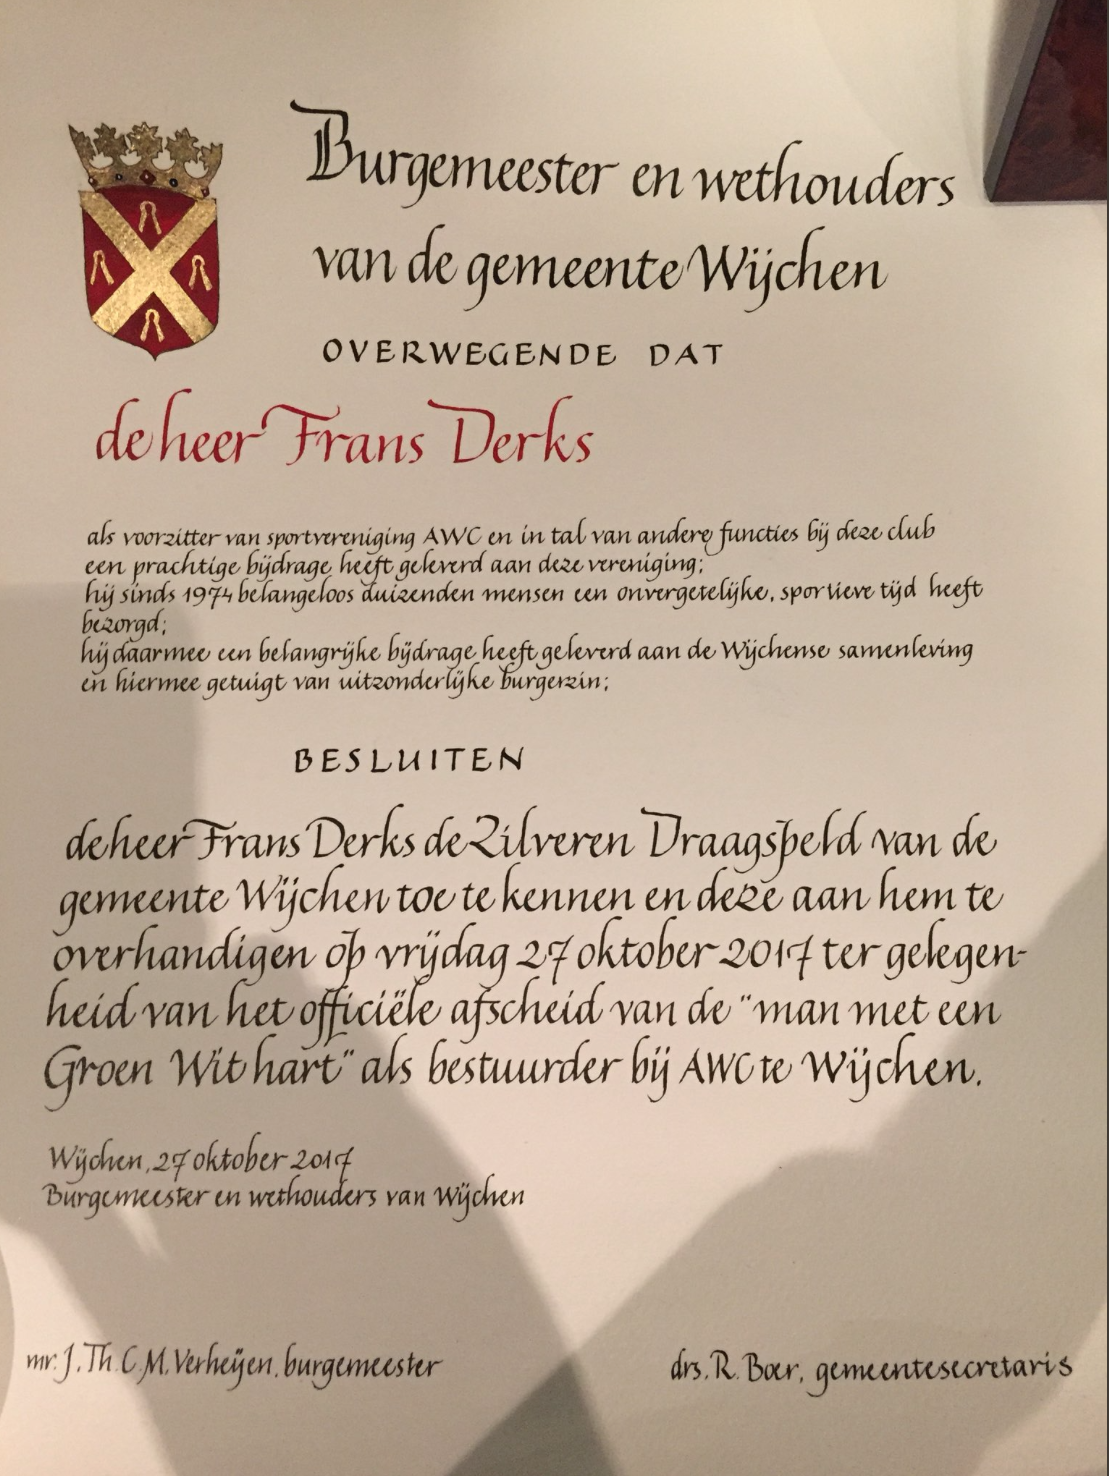 Burgemeester en wethouders
van de gemeente Wijchen
OVERWEGENDE DAT
de heer Frans Derks
als voorzitter van sportvereniging AWC en in tal van andere functies bij deze club
een prachtige bijdrage heeft geleverd aan deze vereniging;
hij sinds 1974 belangeloos duizenden mensen een onvergetelijke, sportieve tijd heeft
bezorgd;
hij daarmee een belangrijke bijdrage heeft geleverd aan de Wijchense samenleving
en hiermee getuigt van uitzonderlijke burgerzin;
BESLUITEN
de heer Frans Derks de Zilveren Draagspeld van de
gemeente Wijchen toe te kennen en deze aan hem te
overhandigen op vrijdag 27 oktober 2017 ter gelegen-
heid van het officiële afscheid van de "man met een
Groen Wit hart" als bestuurder bij AWC te Wijchen.
Wijchen, 27 oktober 2017
Burgemeester en wethouders van Wijchen
mr. J. Th. C. M. Verheijen, burgemeester
drs. R. Boer, gemeentesecretaris